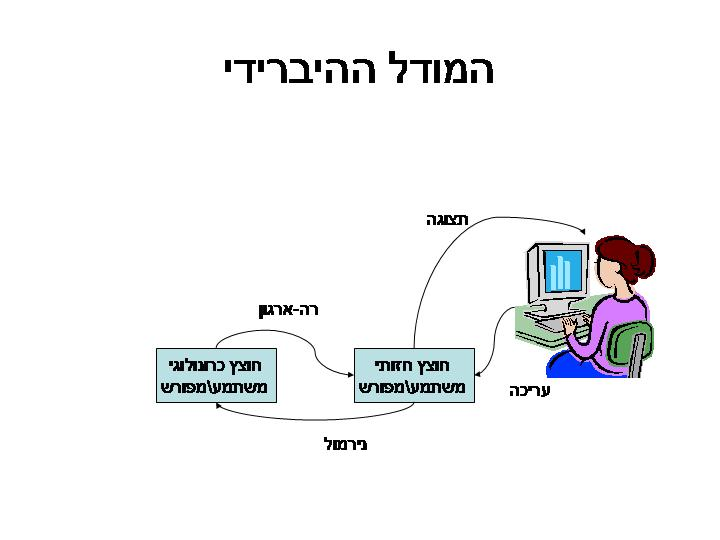 המודל ההיברידי
תצוגה
רה-ארגון
חוצץ חזותי
משתמע\מפורש
חוצץ כרונולוגי
משתמע\מפורש
עריכה
נירמול